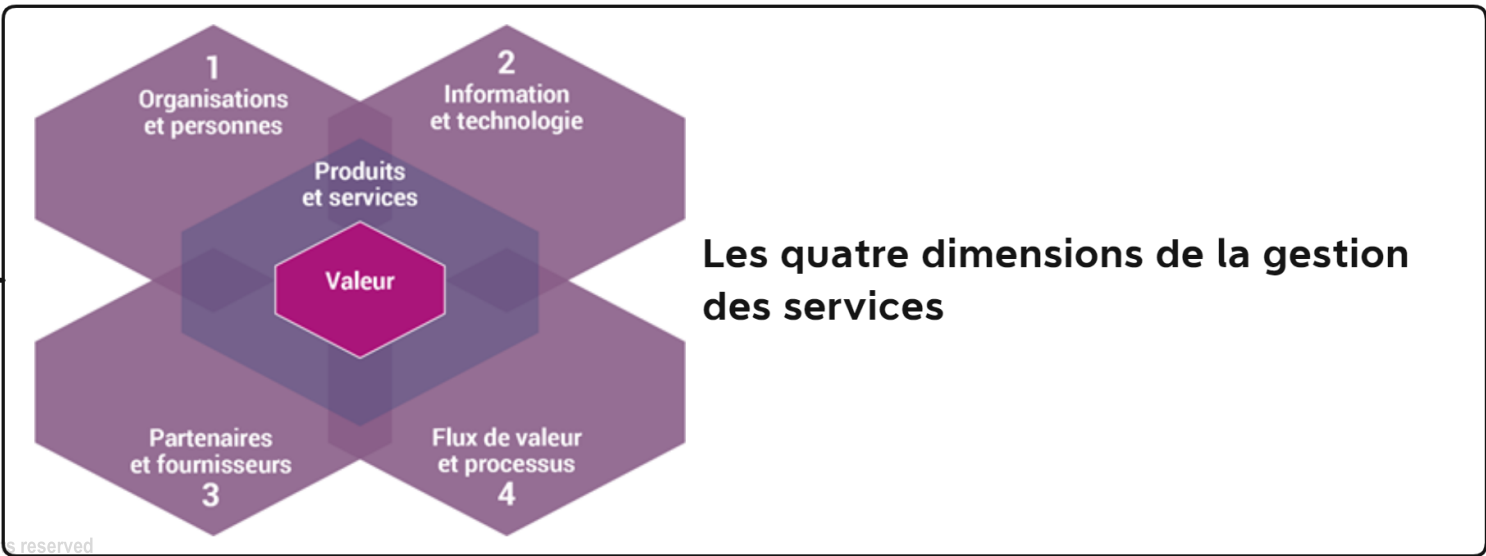 1
Organisations
et personnes
2
Information
et technologie
Produits
et services
Valeur
Les quatre dimensions de la gestion
des services
Partenaires
et fournisseurs
3
Flux de valeur
et processus
4
s reserved